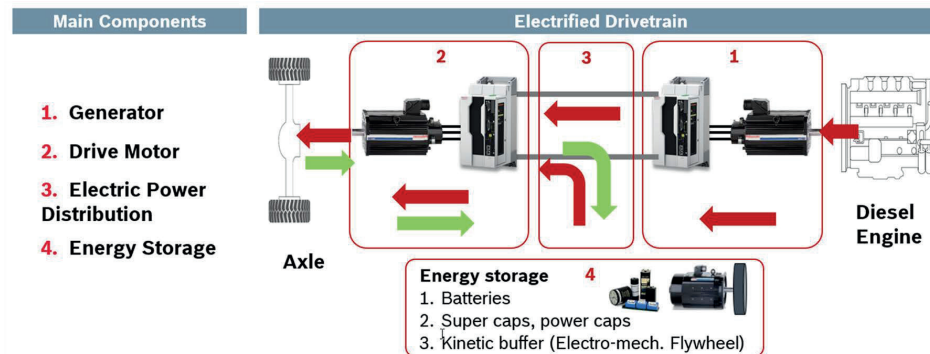 Main Components
Electrified Drivetrain
1. Generator
2. Drive Motor
3. Electric Power
Distribution
4. Energy Storage
2
3
1
Axle
Diesel
Engine
Energy storage
4
1. Batteries
2. Super caps, power caps
3. Kinetic buffer (Electro-mech. Flywheel)